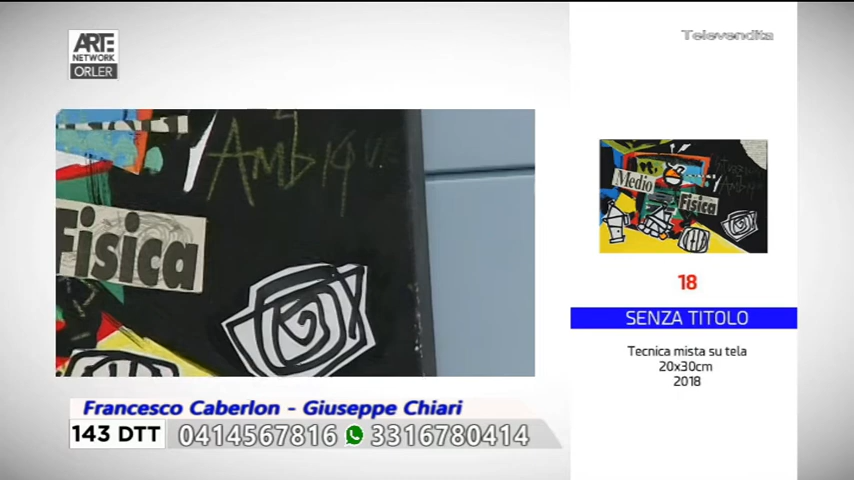 ARTE
NETWORK
ORLER
Televendita
AMBIQUE
Fisica
Medio
Fisica
18
SENZA TITOLO
Tecnica mista su tela
20x30cm
2018
Francesco Caberlon - Giuseppe Chiari
143 DTT
0414567816 3316780414